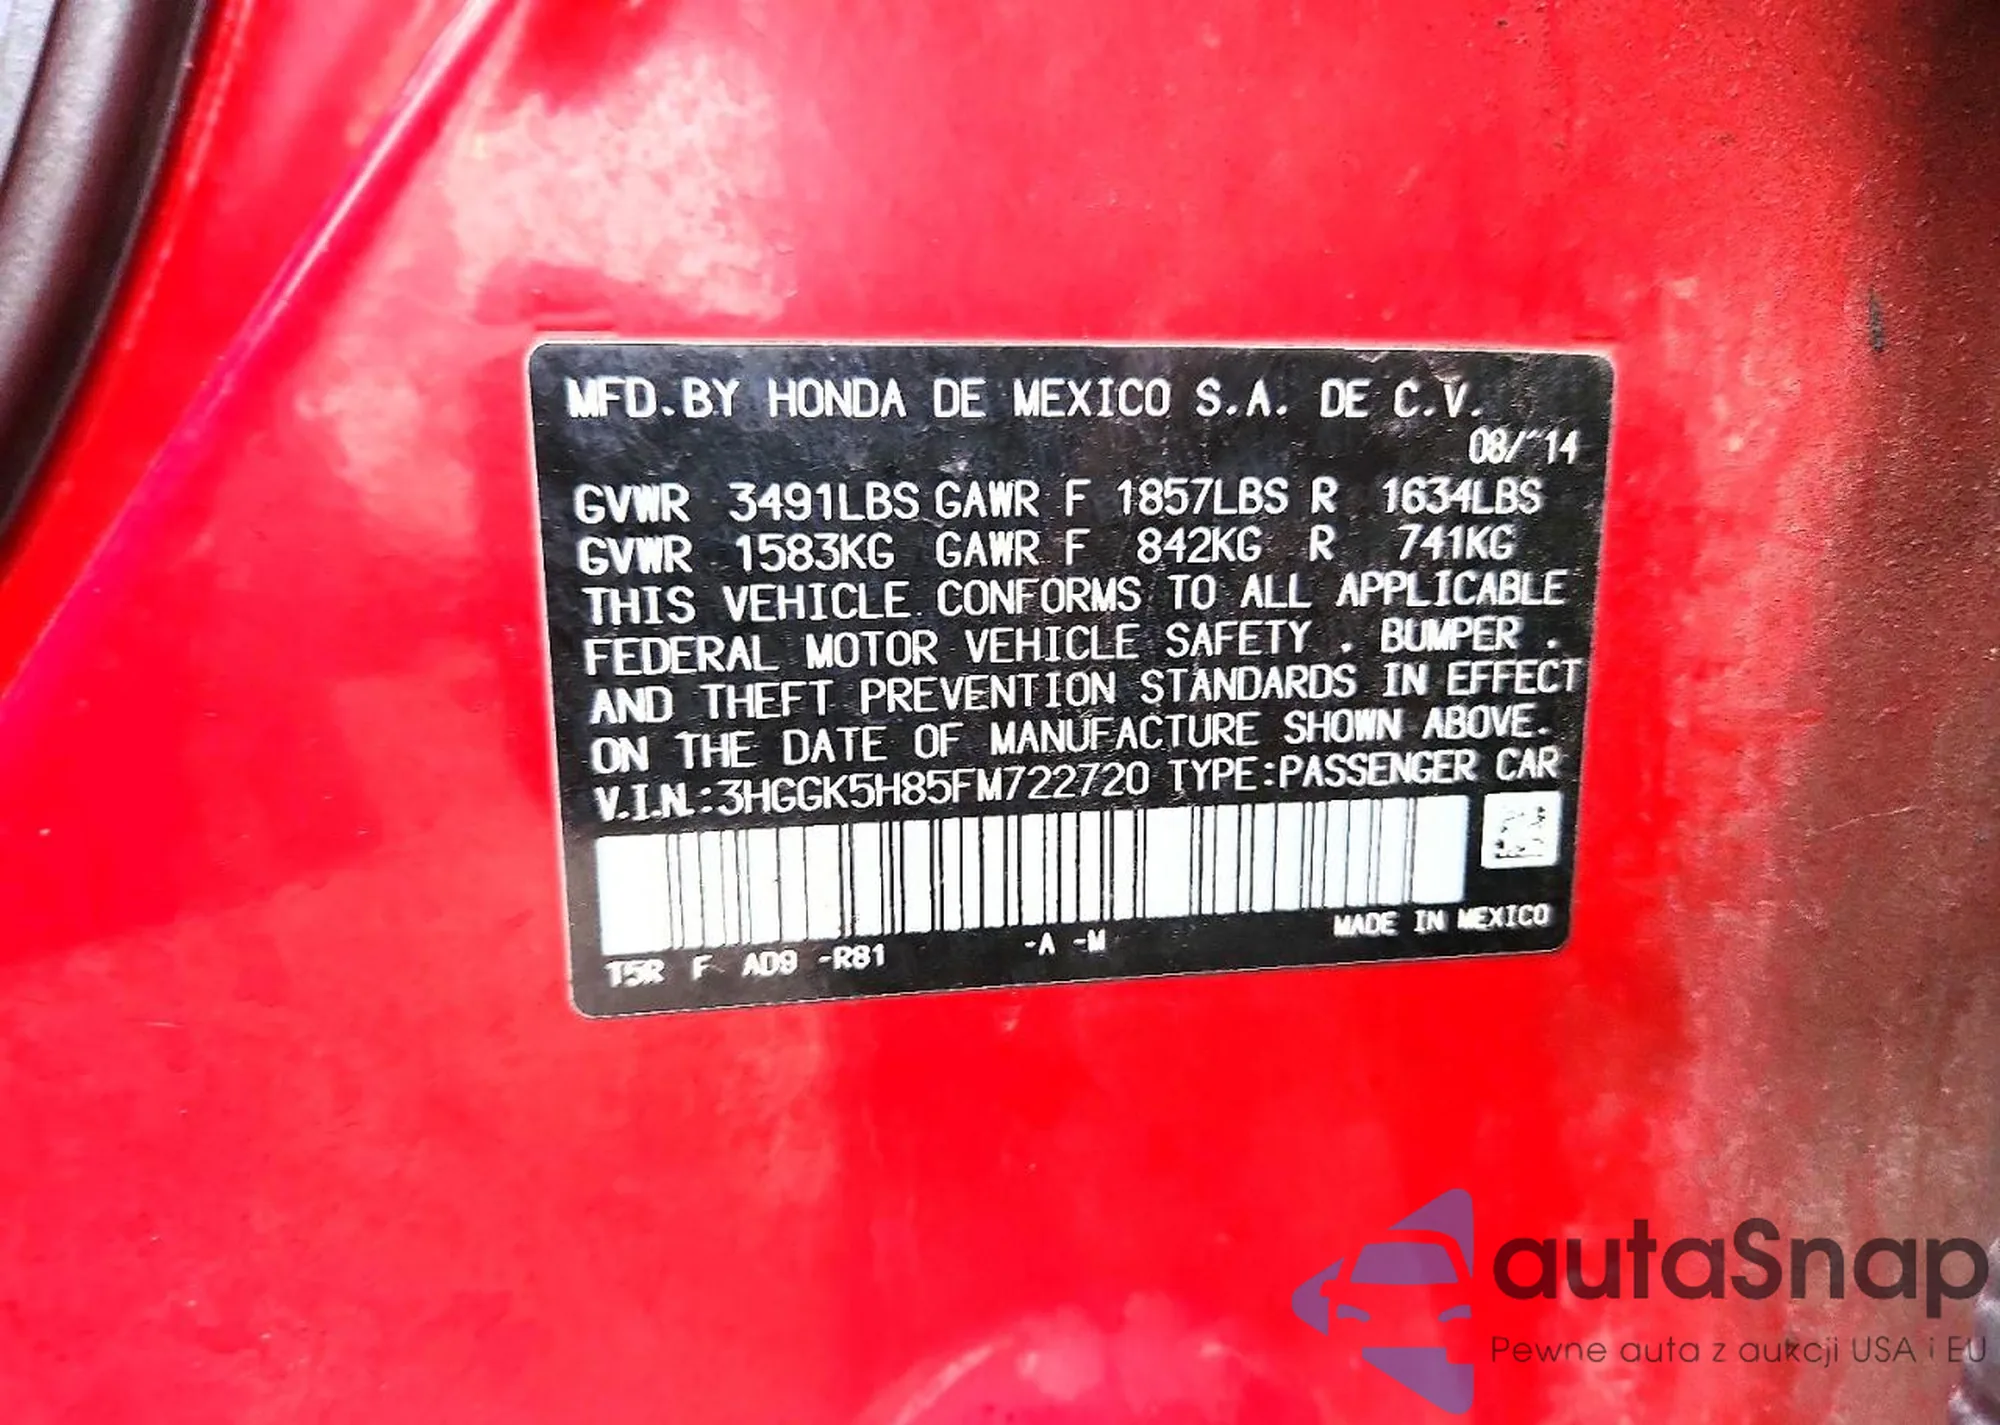 MFD.BY HONDA DE MEXICO S.A. DE C.V.
08/'14
GVWR 3491LBS GAWR F 1857LBS R 1634LBS
GVWR 1583KG GAWR F 842KG R 741KG
THIS VEHICLE CONFORMS TO ALL APPLICABLE
FEDERAL MOTOR VEHICLE SAFETY . BUMPER .
AND THEFT PREVENTION STANDARDS IN EFFECT
ON THE DATE OF MANUFACTURE SHOWN ABOVE.
V.I.N.:3HGGK5H85FM722720 TYPE:PASSENGER CAR
MADE IN MEXICO
T5R F AD9 -R81 -A -M
autaSnap
Pewne auta z aukcji USA i EU